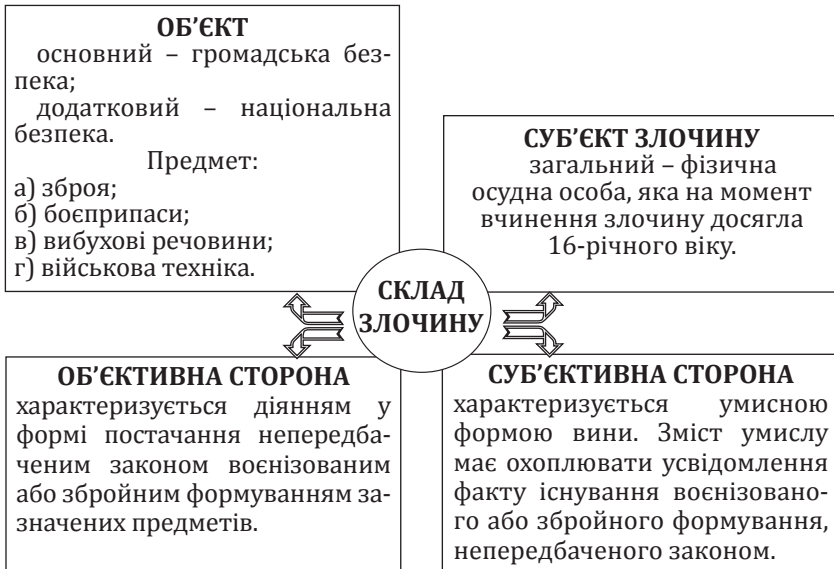 ОБ’ЄКТ
основний – громадська без-
пека;
додатковий – національна
безпека.
Предмет:
а) зброя;
б) боєприпаси;
в) вибухові речовини;
г) військова техніка.
СУБ’ЄКТ ЗЛОЧИНУ
загальний – фізична
осудна особа, яка на момент
вчинення злочину досягла
16-річного віку.
СКЛАД
ЗЛОЧИНУ
ОБ’ЄКТИВНА СТОРОНА
характеризується діянням у
формі постачання непередба-
ченим законом воєнізованим
або збройним формуванням за-
значених предметів.
СУБ’ЄКТИВНА СТОРОНА
характеризується умисною
формою вини. Зміст умислу
має охоплювати усвідомлення
факту існування воєнізовано-
го або збройного формування,
непередбаченого законом.